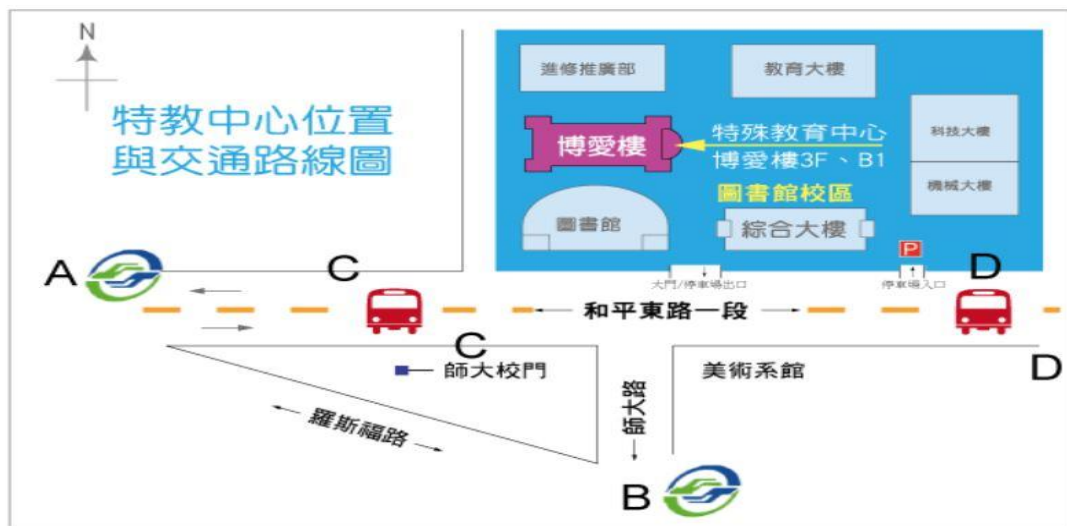 N
特教中心位置
與交通路線圖
進修推廣部
教育大樓
博愛樓
特殊教育中心
博愛樓3F、B1
科技大樓
機械大樓
圖書館校區
圖書館
綜合大樓
P
A
C
D
大門/停車場出口
停車場入口
和平東路一段
C
D
師大校門
美術系館
師大路
羅斯福路
B